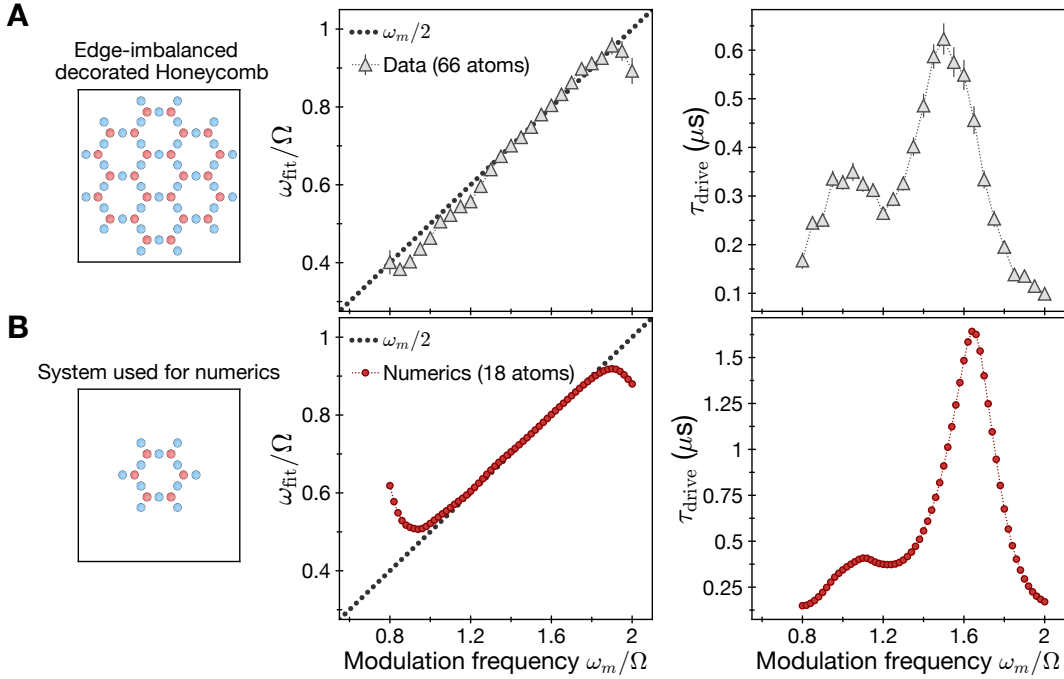 A
Edge-imbalanced
decorated Honeycomb
ω_fit/Ω
1
0.8
0.6
0.4
ω_m/2
Data (66 atoms)
τ_drive (μs)
0.6
0.5
0.4
0.3
0.2
0.1
B
System used for numerics
ω_fit/Ω
1
0.8
0.6
0.4
ω_m/2
Numerics (18 atoms)
0.8 1.2 1.6 2
Modulation frequency ω_m/Ω
τ_drive (μs)
1.5
1.25
1
0.75
0.5
0.25
0.8 1.2 1.6 2
Modulation frequency ω_m/Ω